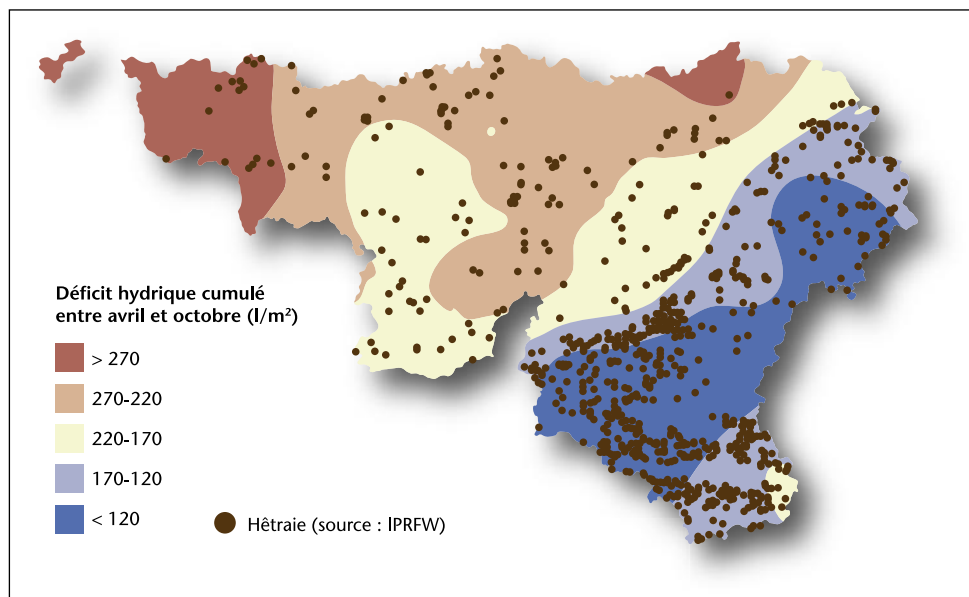 Déficit hydrique cumulé
entre avril et octobre (l/m²)
> 270
270-220
220-170
170-120
< 120
Hêtraie (source : IPRFW)